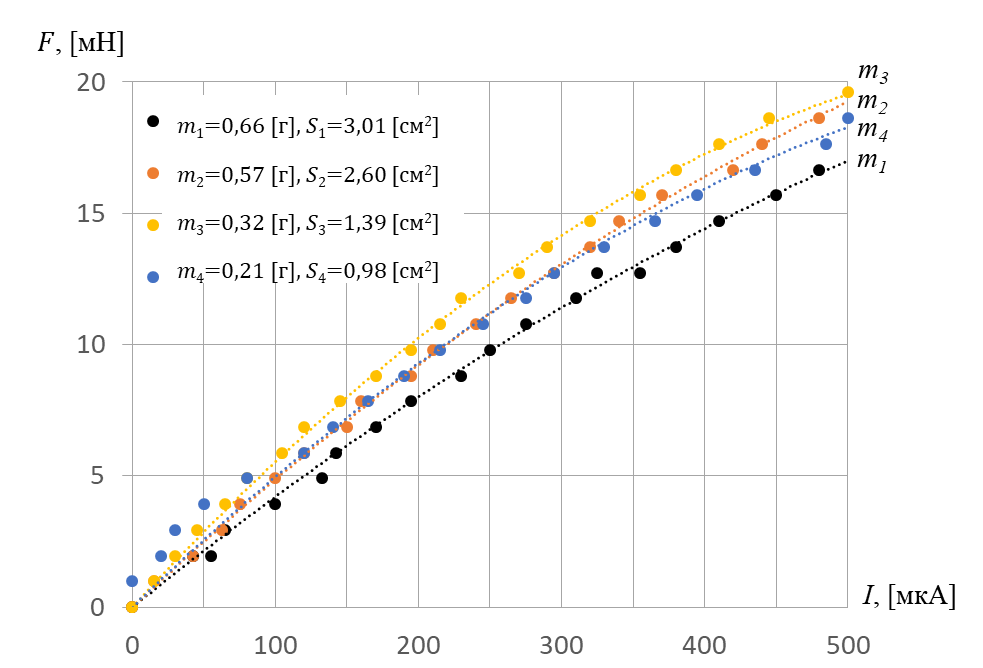 F, [мН]
m₃
20
m₂
m₁=0,66 [г], S₁=3,01 [см²]
m₄
m₁
m₂=0,57 [г], S₂=2,60 [см²]
15
m₃=0,32 [г], S₃=1,39 [см²]
m₄=0,21 [г], S₄=0,98 [см²]
10
5
0
I, [мкА]
0 100 200 300 400 500